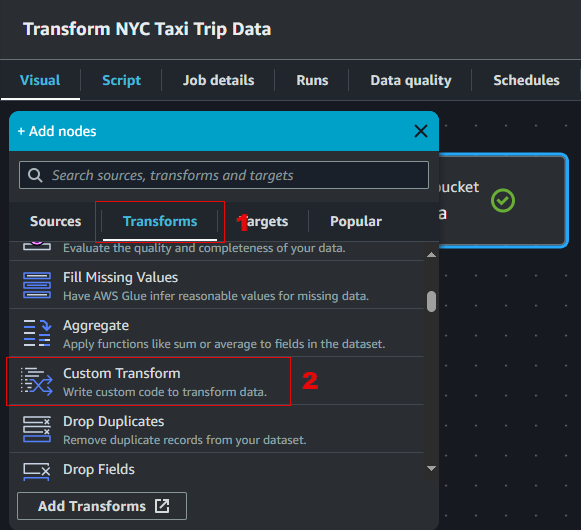 Transform NYC Taxi Trip Data
Visual Script Job details Runs Data quality Schedules
+ Add nodes
Search sources, transforms and targets
bucket
a
Sources Transforms 1 Targets Popular
Evaluate the quality and completeness of your data.
Fill Missing Values
Have AWS Glue infer reasonable values for missing data.
Aggregate
Apply functions like sum or average to fields in the dataset.
Custom Transform
Write custom code to transform data.
2
Drop Duplicates
Remove duplicate records from your dataset.
Drop Fields
Add Transforms